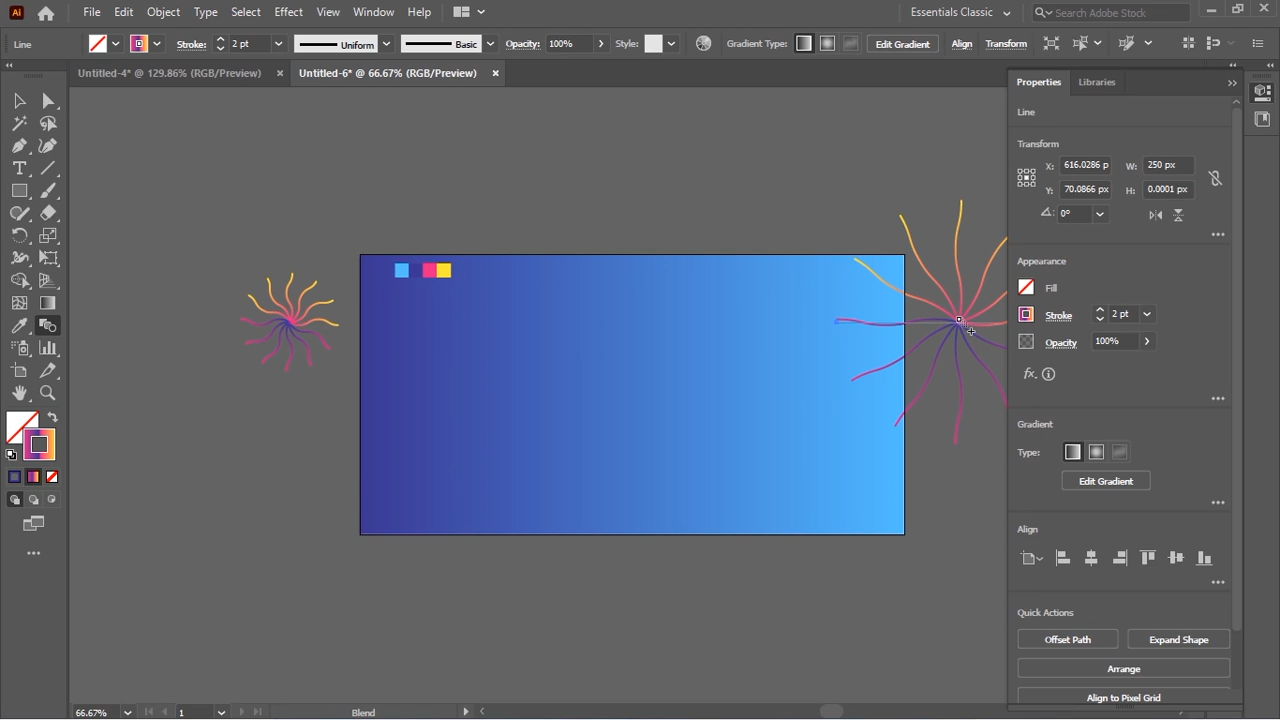 Ai File Edit Object Type Select Effect View Window Help Essentials Classic Search Adobe Stock
Line Stroke: 2 pt Uniform Basic Opacity: 100% Style: Gradient Type: Edit Gradient Align Transform
Untitled-4* @ 129.86% (RGB/Preview) × Untitled-6* @ 66.67% (RGB/Preview) ×
Properties Libraries
Line
Transform
X: 616.0286 p W: 250 px
Y: 70.0866 px H: 0.0001 px
0°
Appearance
Fill
Stroke 2 pt
Opacity 100%
fx.
Gradient
Type:
Edit Gradient
Align
Quick Actions
Offset Path Expand Shape
Arrange
Align to Pixel Grid
66.67% 1 Blend